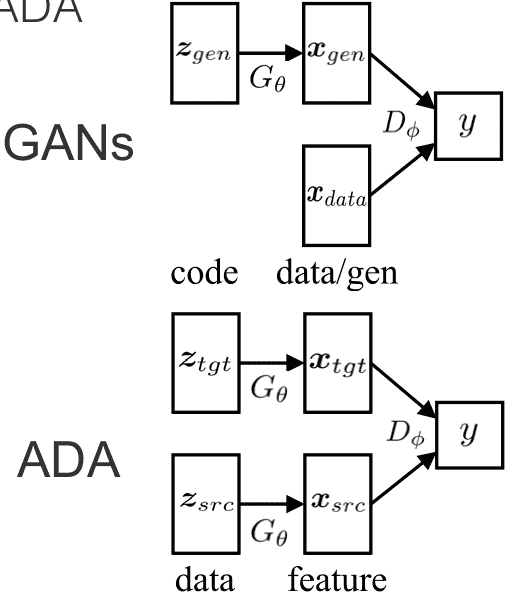 ADA
z_gen
G_θ
x_gen
D_ϕ
y
GANs
x_data
code
data/gen
z_tgt
G_θ
x_tgt
D_ϕ
y
ADA
z_src
G_θ
x_src
data
feature